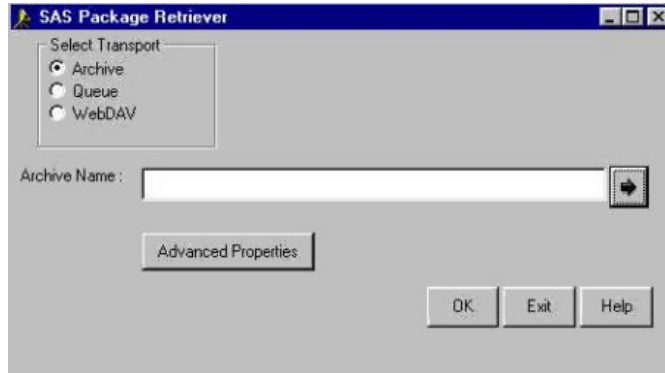 SAS Package Retriever
Select Transport
Archive
Queue
WebDAV
Archive Name :
Advanced Properties
OK Exit Help